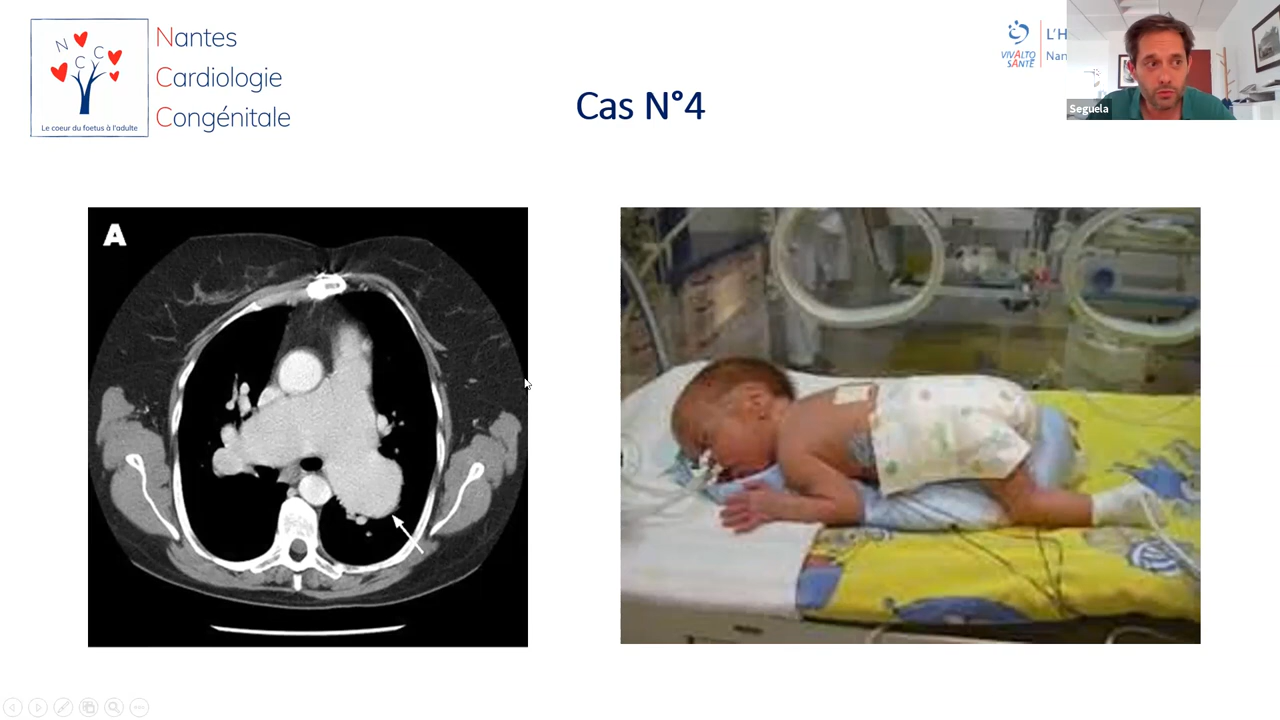 N
C
C
Le coeur du foetus à l'adulte
Nantes
Cardiologie
Congénitale
Cas N°4
VIVALTO
SANTÉ
L'H
Nan
Seguela
A